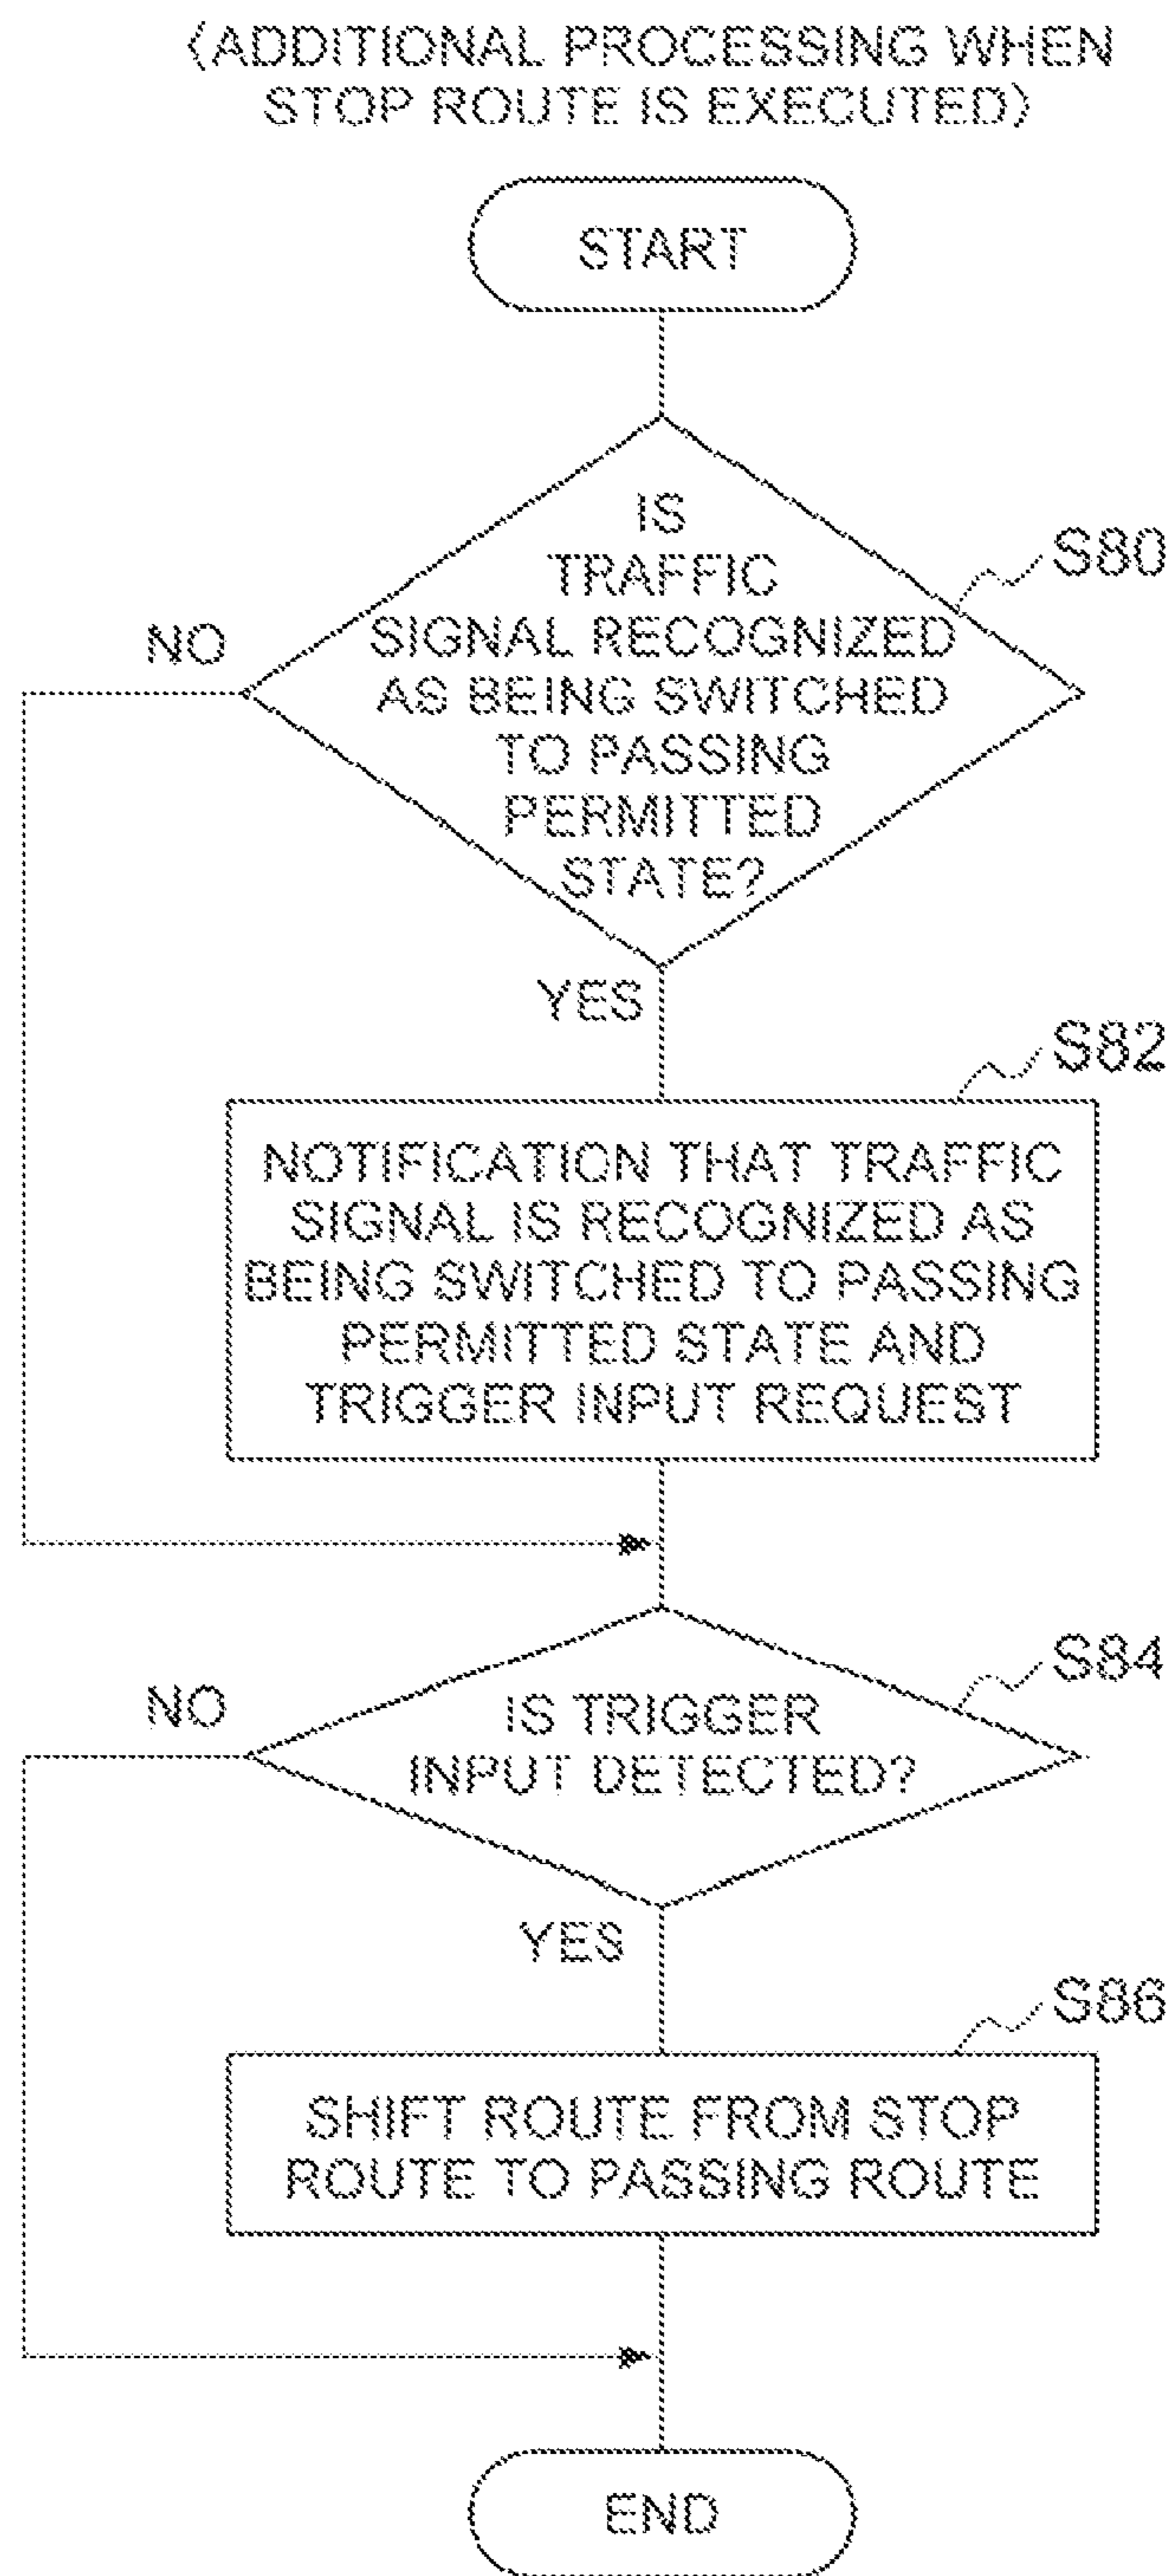 〈ADDITIONAL PROCESSING WHEN
STOP ROUTE IS EXECUTED〉
START
IS
TRAFFIC
SIGNAL RECOGNIZED
AS BEING SWITCHED
TO PASSING
PERMITTED
STATE?
S80
NO
YES
S82
NOTIFICATION THAT TRAFFIC
SIGNAL IS RECOGNIZED AS
BEING SWITCHED TO PASSING
PERMITTED STATE AND
TRIGGER INPUT REQUEST
S84
NO
IS TRIGGER
INPUT DETECTED?
YES
S86
SHIFT ROUTE FROM STOP
ROUTE TO PASSING ROUTE
END